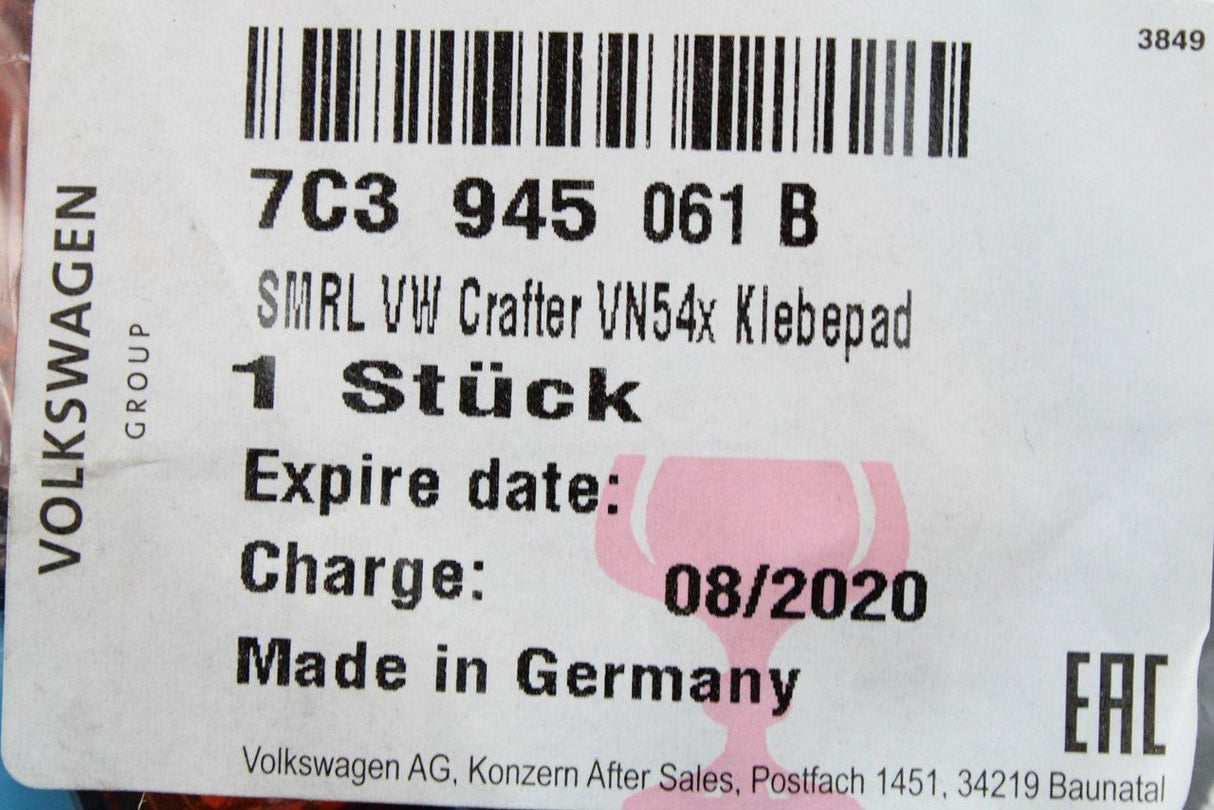 3849
7C3 945 061 B
SMRL VW Crafter VN54x Klebepad
1 Stück
Expire date:
Charge: 08/2020
Made in Germany
EAC
Volkswagen AG, Konzern After Sales, Postfach 1451, 34219 Baunatal
VOLKSWAGEN
GROUP